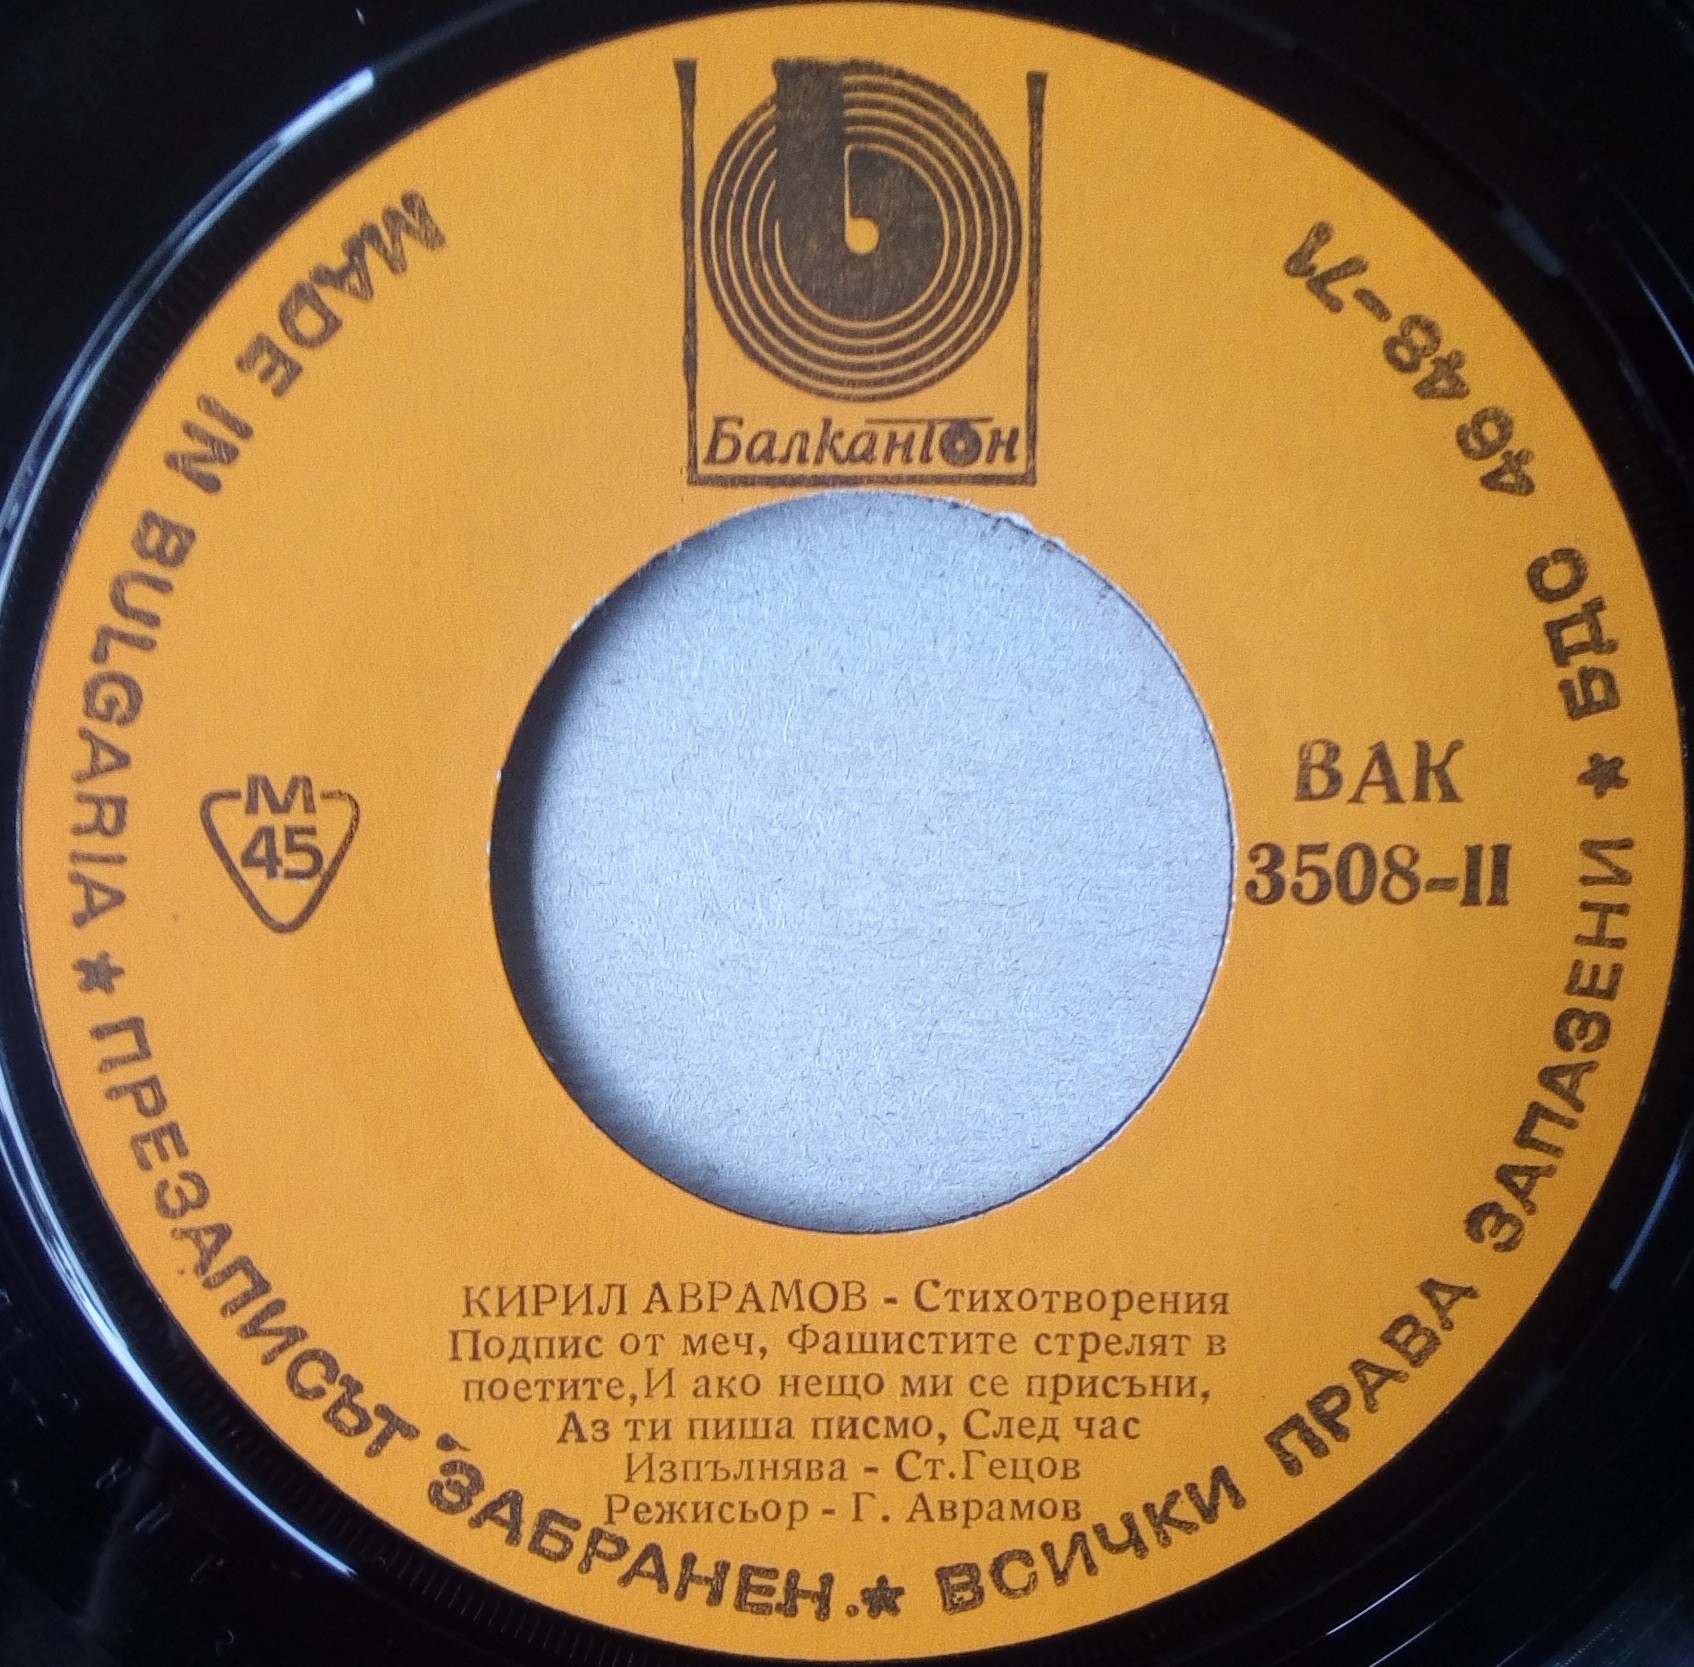 Балкантон
MADE IN BULGARIA ★ ПРЕЗАПИСЪТ ЗАБРАНЕН. ★ ВСИЧКИ ПРАВА ЗАПАЗЕНИ ★ БДС 4648-71
М
45
ВАК
3508-II
КИРИЛ АВРАМОВ - Стихотворения
Подпис от меч, Фашистите стрелят в
поетите,И ако нещо ми се присъни,
Аз ти пиша писмо, След час
Изпълнява - Ст.Гецов
Режисьор - Г. Аврамов